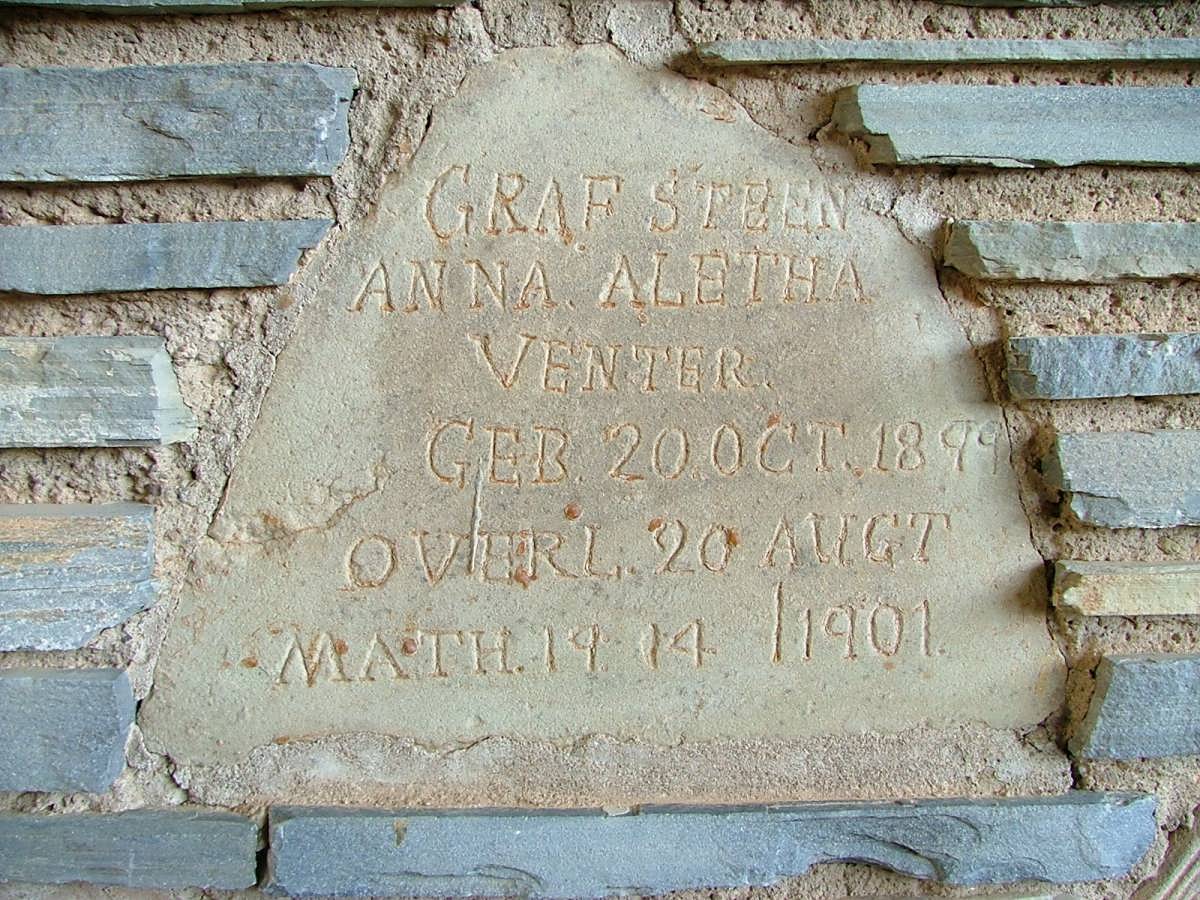 GRAF STEEN
ANNA. ALETHA
VENTER.
GEB. 20.OCT. 1899
OVERL. 20 AUGT
MATH. 19 14 1901.